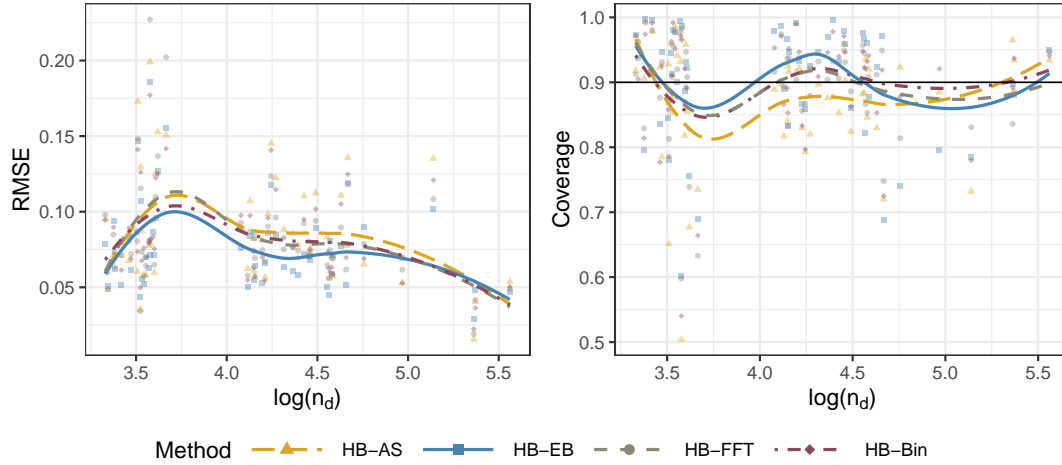 0.20
0.15
0.10
0.05
RMSE
3.5 4.0 4.5 5.0 5.5
log(n_d)
1.0
0.9
0.8
0.7
0.6
0.5
Coverage
3.5 4.0 4.5 5.0 5.5
log(n_d)
Method HB−AS HB−EB HB−FFT HB−Bin